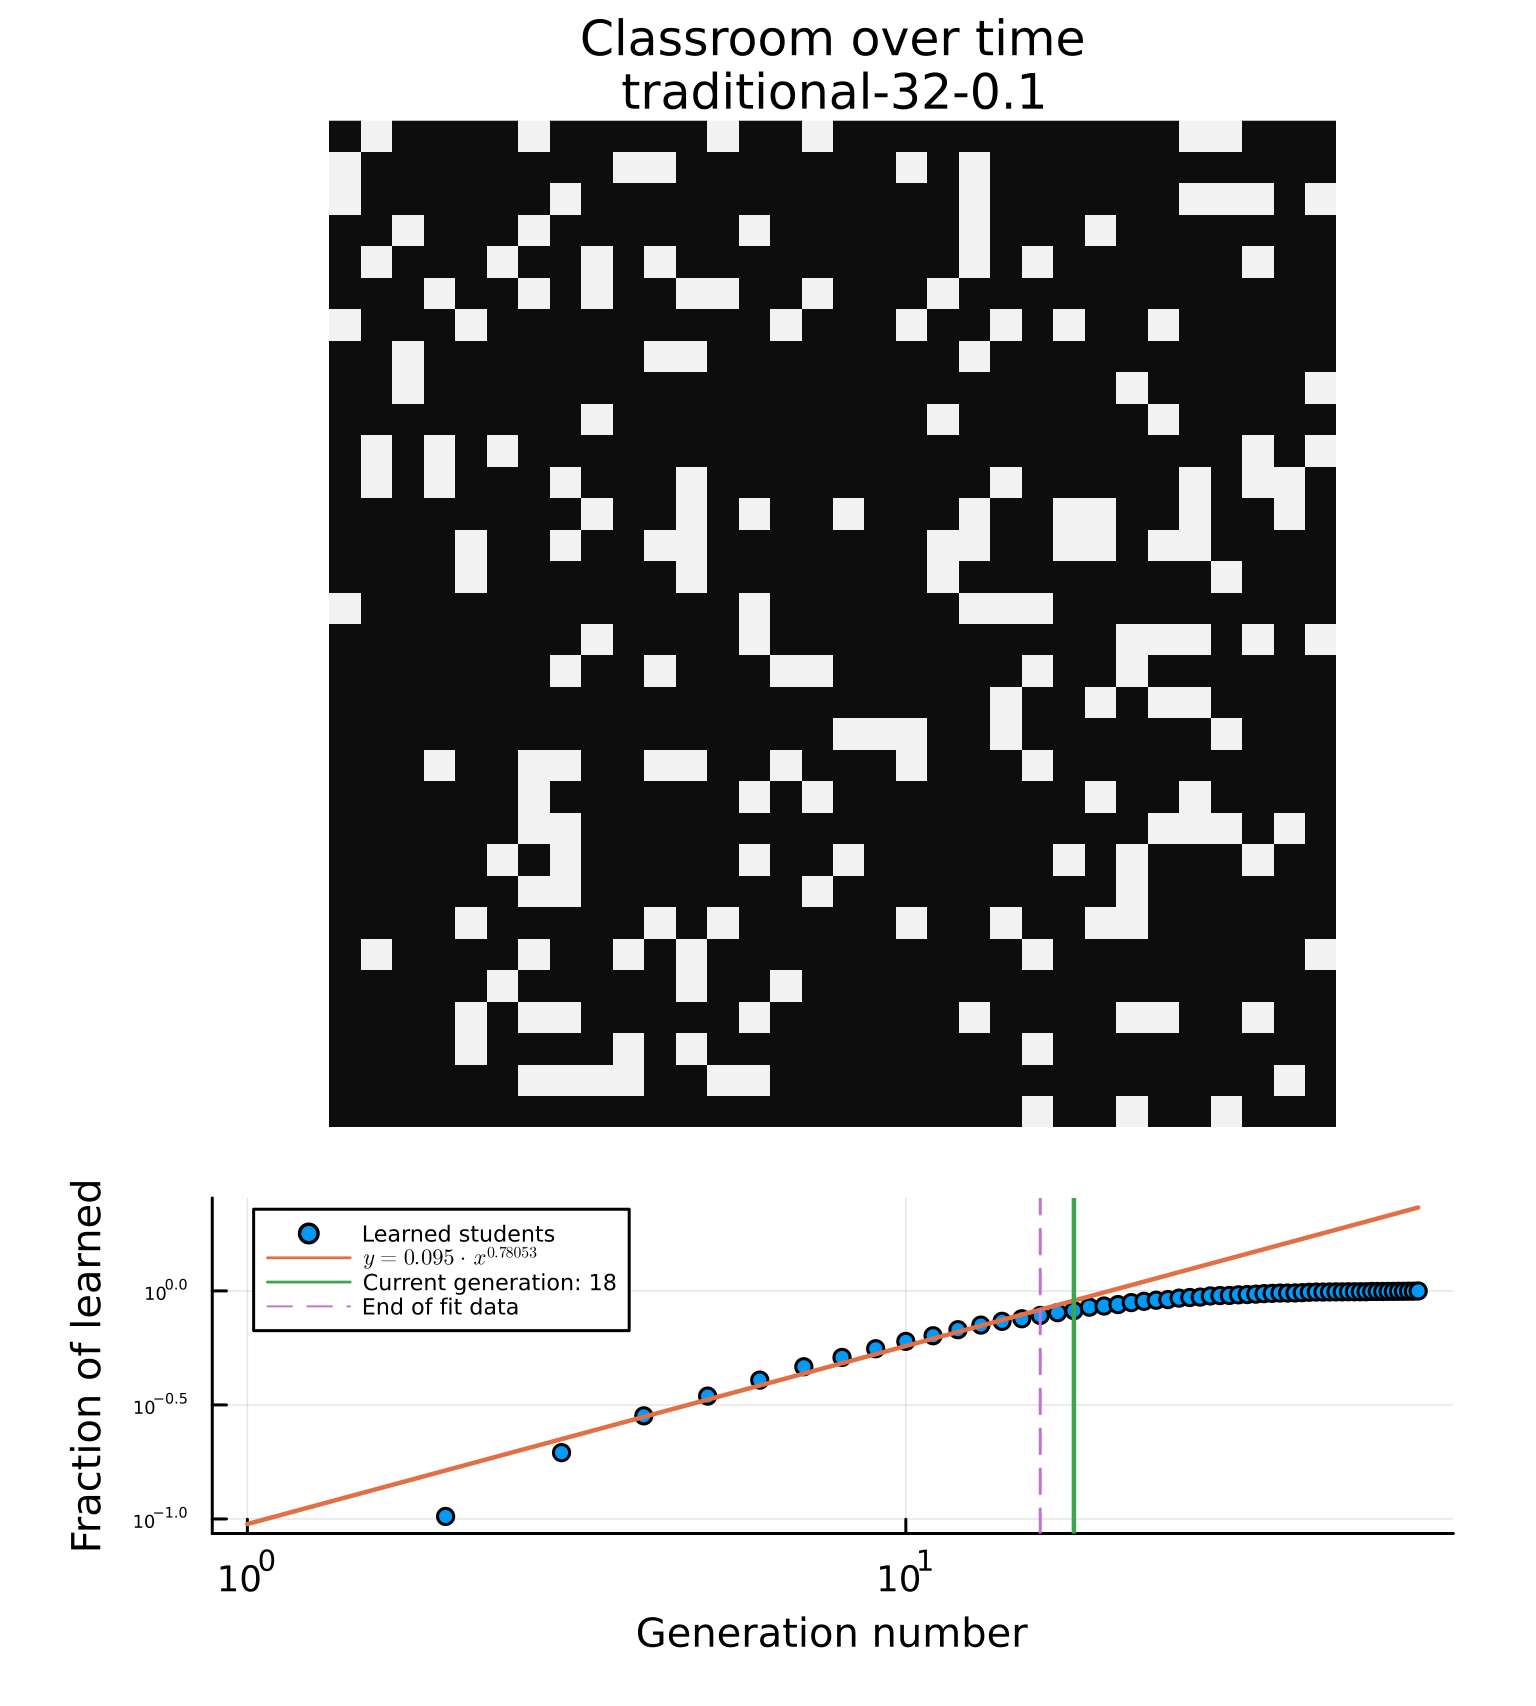 Classroom over time
traditional-32-0.1
Fraction of learned
10^0.0
10^−0.5
10^−1.0
Learned students
y = 0.095 · x^0.78053
Current generation: 18
End of fit data
10^0
10^1
Generation number